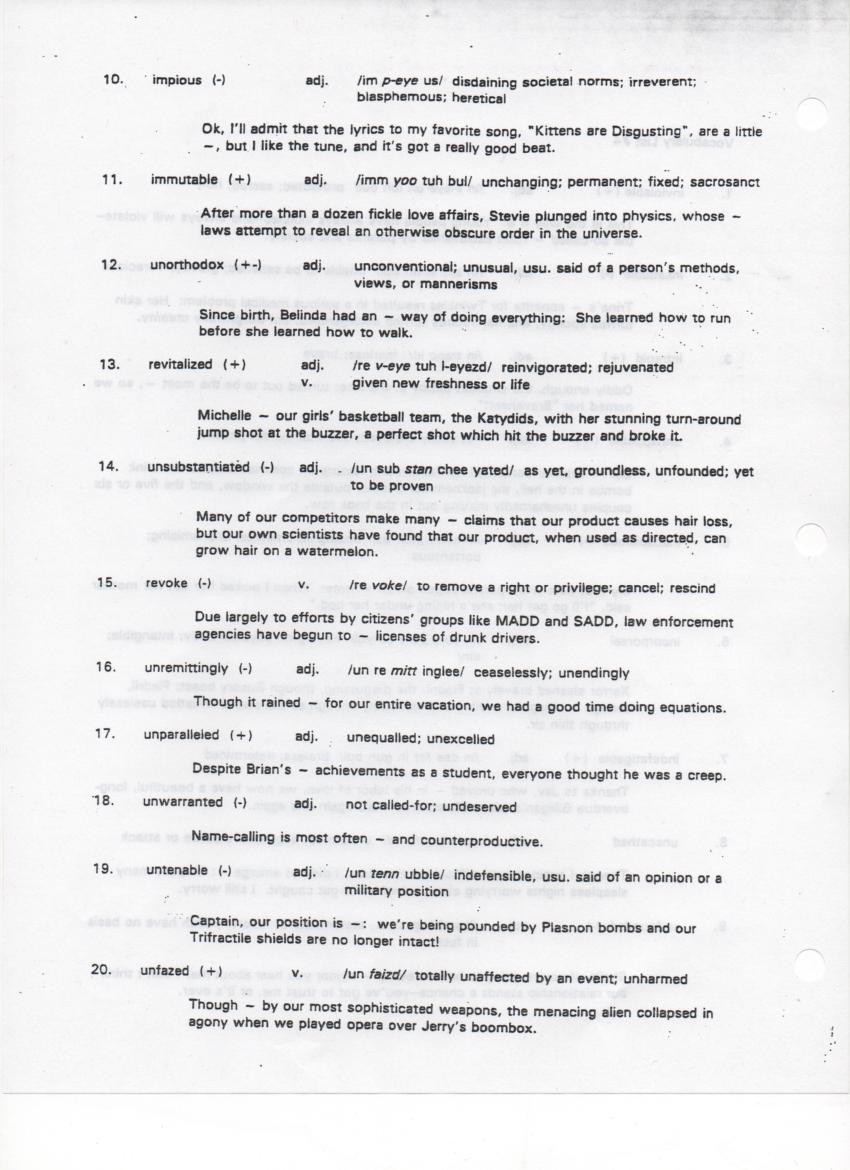 10. impious (-) adj. /im p-eye us/ disdaining societal norms; irreverent;
blasphemous; heretical
Ok, I'll admit that the lyrics to my favorite song, "Kittens are Disgusting", are a little
~, but I like the tune, and it's got a really good beat.
11. immutable (+) adj. /imm yoo tuh bul/ unchanging; permanent; fixed; sacrosanct
After more than a dozen fickle love affairs, Stevie plunged into physics, whose ~
laws attempt to reveal an otherwise obscure order in the universe.
12. unorthodox (+-) adj. unconventional; unusual, usu. said of a person's methods,
views, or mannerisms
Since birth, Belinda had an ~ way of doing everything: She learned how to run
before she learned how to walk.
13. revitalized (+) adj. /re v-eye tuh l-eyezd/ reinvigorated; rejuvenated
v. given new freshness or life
Michelle ~ our girls' basketball team, the Katydids, with her stunning turn-around
jump shot at the buzzer, a perfect shot which hit the buzzer and broke it.
14. unsubstantiated (-) adj. /un sub stan chee yated/ as yet, groundless, unfounded; yet
to be proven
Many of our competitors make many ~ claims that our product causes hair loss,
but our own scientists have found that our product, when used as directed, can
grow hair on a watermelon.
15. revoke (-) v. /re voke/ to remove a right or privilege; cancel; rescind
Due largely to efforts by citizens' groups like MADD and SADD, law enforcement
agencies have begun to ~ licenses of drunk drivers.
16. unremittingly (-) adj. /un re mitt inglee/ ceaselessly; unendingly
Though it rained ~ for our entire vacation, we had a good time doing equations.
17. unparalleled (+) adj. unequalled; unexcelled
Despite Brian's ~ achievements as a student, everyone thought he was a creep.
18. unwarranted (-) adj. not called-for; undeserved
Name-calling is most often ~ and counterproductive.
19. untenable (-) adj. /un tenn ubble/ indefensible, usu. said of an opinion or a
military position
Captain, our position is ~: we're being pounded by Plasnon bombs and our
Trifractile shields are no longer intact!
20. unfazed (+) v. /un faizd/ totally unaffected by an event; unharmed
Though ~ by our most sophisticated weapons, the menacing alien collapsed in
agony when we played opera over Jerry's boombox.